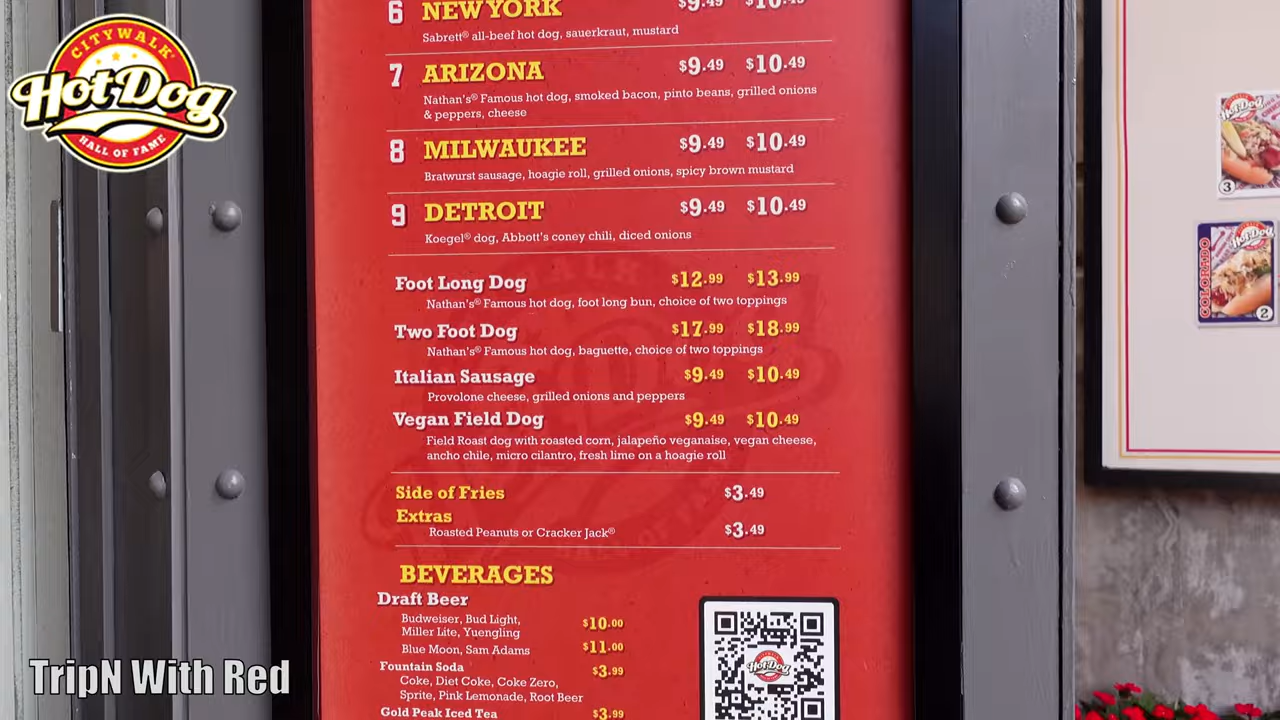 CITYWALK
Hot Dog
HALL OF FAME
6 NEW YORK $9.49 $10.49
Sabrett® all-beef hot dog, sauerkraut, mustard
7 ARIZONA $9.49 $10.49
Nathan's® Famous hot dog, smoked bacon, pinto beans, grilled onions
& peppers, cheese
8 MILWAUKEE $9.49 $10.49
Bratwurst sausage, hoagie roll, grilled onions, spicy brown mustard
9 DETROIT $9.49 $10.49
Koegel® dog, Abbott's coney chili, diced onions
Foot Long Dog $12.99 $13.99
Nathan's® Famous hot dog, foot long bun, choice of two toppings
Two Foot Dog $17.99 $18.99
Nathan's® Famous hot dog, baguette, choice of two toppings
Italian Sausage $9.49 $10.49
Provolone cheese, grilled onions and peppers
Vegan Field Dog $9.49 $10.49
Field Roast dog with roasted corn, jalapeño veganaise, vegan cheese,
ancho chile, micro cilantro, fresh lime on a hoagie roll
Side of Fries $3.49
Extras
Roasted Peanuts or Cracker Jack® $3.49
BEVERAGES
Draft Beer
Budweiser, Bud Light,
Miller Lite, Yuengling $10.00
Blue Moon, Sam Adams $11.00
Fountain Soda $3.99
Coke, Diet Coke, Coke Zero,
Sprite, Pink Lemonade, Root Beer
Gold Peak Iced Tea $3.99
Hot Dog
Hot Dog
3
Hot Dog
COLORADO
2
TripN With Red